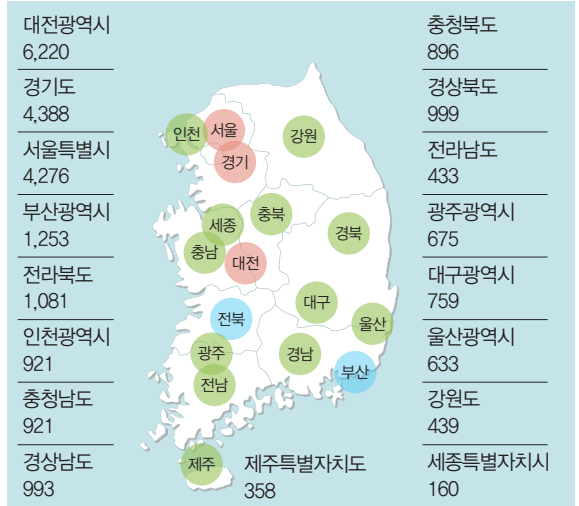 대전광역시
6,220
경기도
4,388
서울특별시
4,276
부산광역시
1,253
전라북도
1,081
인천광역시
921
충청남도
921
경상남도
993
인천
서울
경기
강원
세종
충북
충남
대전
경북
전북
대구
울산
광주
경남
부산
전남
제주
제주특별자치도
358
충청북도
896
경상북도
999
전라남도
433
광주광역시
675
대구광역시
759
울산광역시
633
강원도
439
세종특별자치시
160